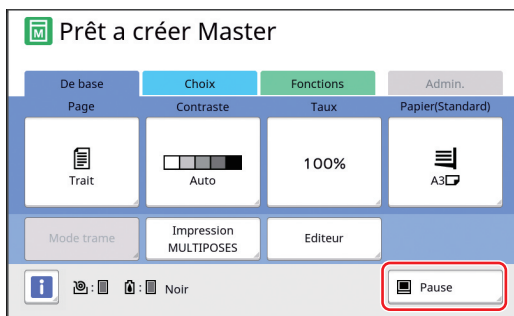 M Prêt a créer Master
De base Choix Fonctions Admin.
Page Contraste Taux Papier(Standard)
Trait Auto 100% A3
Mode trame Impression MULTIPOSES Editeur
i : : Noir Pause